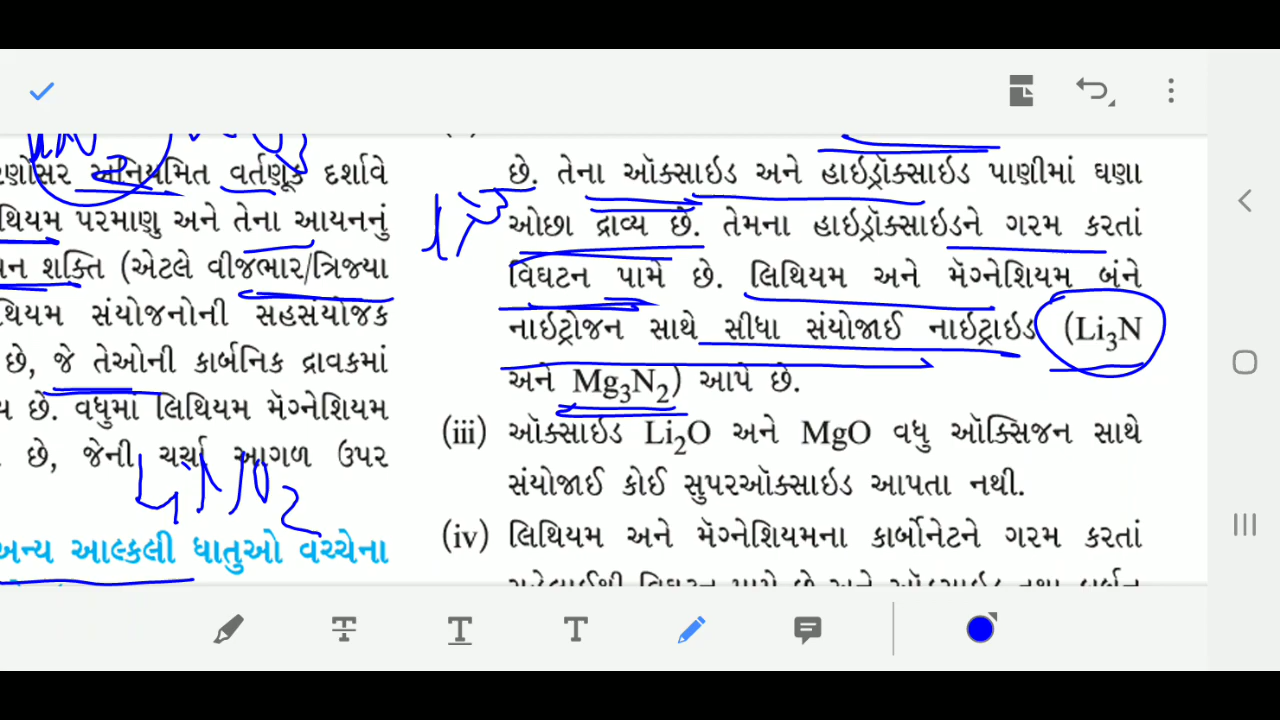 રણોસર અનિયમિત વર્તણૂક દર્શાવે
થિયમ પરમાણુ અને તેના આયનનું
ન શક્તિ (એટલે વીજભાર/ત્રિજ્યા
થિયમ સંયોજનોની સહસયોજક
છે, જે તેઓની કાર્બનિક દ્રાવકમાં
ય છે. વધુમાં લિથિયમ મૅગ્નેશિયમ
છે, જેની ચર્ચા આગળ ઉપર
અન્ય આલ્કલી ધાતુઓ વચ્ચેના
છે. તેના ઑક્સાઇડ અને હાઇડ્રૉક્સાઇડ પાણીમાં ઘણા
ઓછા દ્રાવ્ય છે. તેમના હાઇડ્રૉક્સાઇડને ગરમ કરતાં
વિઘટન પામે છે. લિથિયમ અને મૅગ્નેશિયમ બંને
નાઇટ્રોજન સાથે સીધા સંયોજાઈ નાઇટ્રાઇડ (Li₃N
અને Mg₃N₂) આપે છે.
(iii) ઑક્સાઇડ Li₂O અને MgO વધુ ઑક્સિજન સાથે
સંયોજાઈ કોઈ સુપરઑક્સાઇડ આપતા નથી.
(iv) લિથિયમ અને મૅગ્નેશિયમના કાર્બોનેટને ગરમ કરતાં